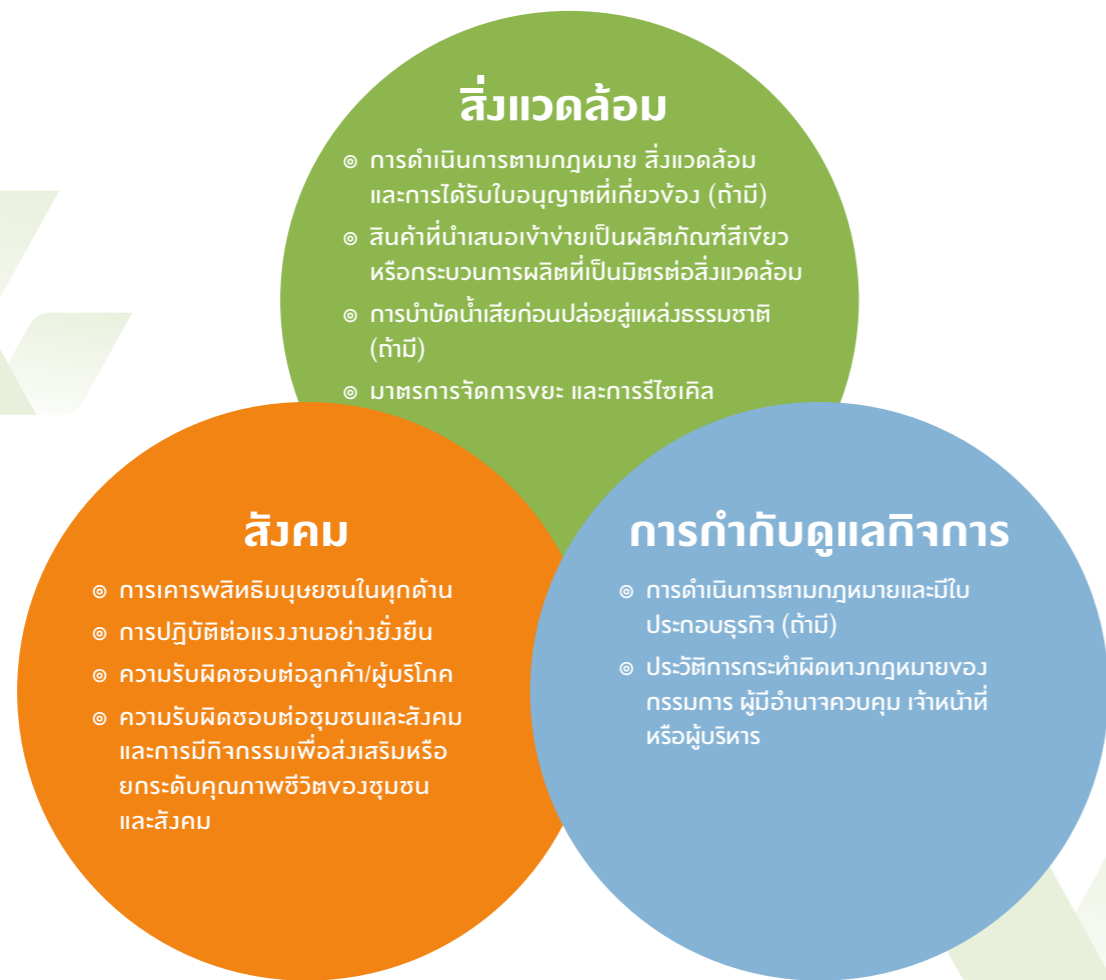 สิ่งแวดล้อม
๏ การดำเนินการตามกฎหมาย สิ่งแวดล้อม
และการได้รับใบอนุญาตที่เกี่ยวข้อง (ถ้ามี)
๏ สินค้าที่นำเสนอเข้าข่ายเป็นผลิตภัณฑ์สีเขียว
หรือกระบวนการผลิตที่เป็นมิตรต่อสิ่งแวดล้อม
๏ การบำบัดน้ำเสียก่อนปล่อยสู่แหล่งธรรมชาติ
(ถ้ามี)
๏ มาตรการจัดการขยะ และการรีไซเคิล
สังคม
๏ การเคารพสิทธิมนุษยชนในทุกด้าน
๏ การปฏิบัติต่อแรงงานอย่างยั่งยืน
๏ ความรับผิดชอบต่อลูกค้า/ผู้บริโภค
๏ ความรับผิดชอบต่อชุมชนและสังคม
และการมีกิจกรรมเพื่อส่งเสริมหรือ
ยกระดับคุณภาพชีวิตของชุมชน
และสังคม
การกำกับดูแลกิจการ
๏ การดำเนินการตามกฎหมายและมีใบ
ประกอบธุรกิจ (ถ้ามี)
๏ ประวัติการกระทำผิดทางกฎหมายของ
กรรมการ ผู้มีอำนาจควบคุม เจ้าหน้าที่
หรือผู้บริหาร